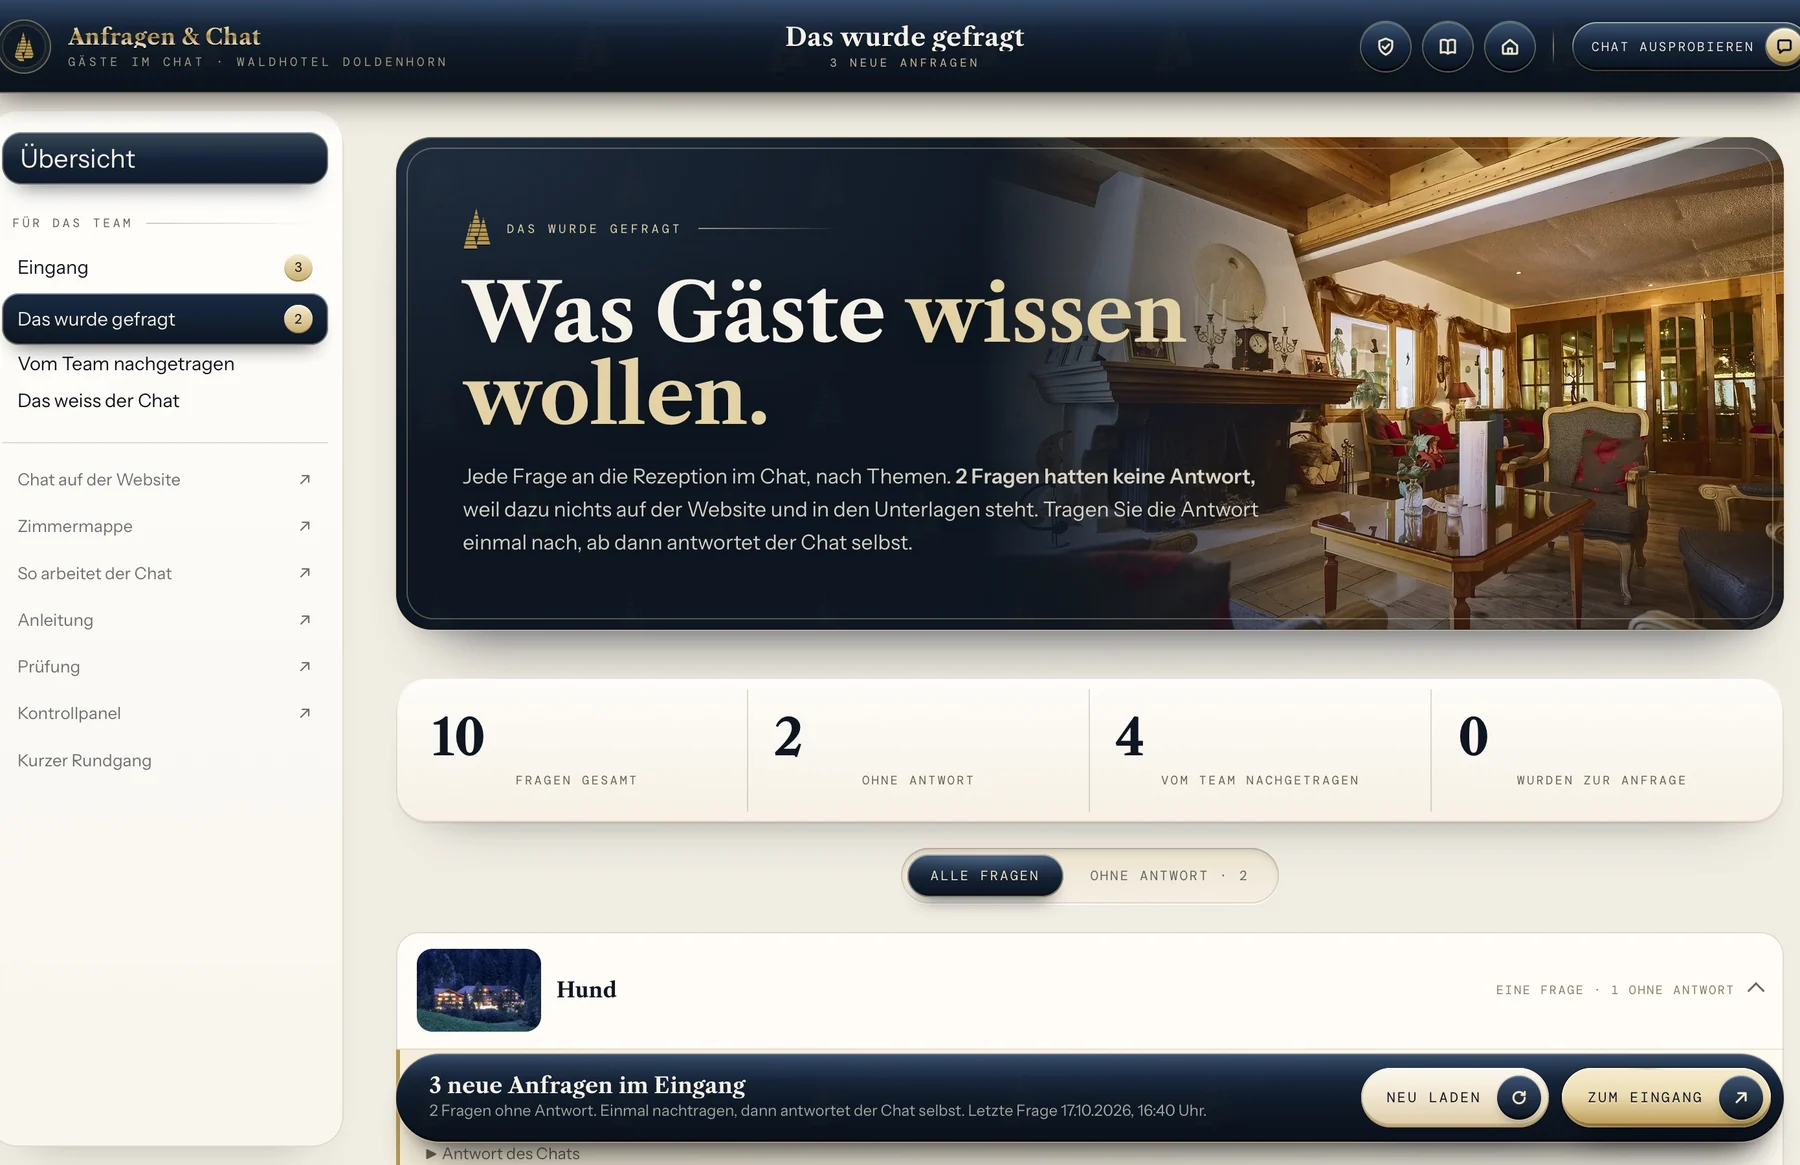 Anfragen & Chat
GÄSTE IM CHAT · WALDHOTEL DOLDENHORN
Das wurde gefragt
3 NEUE ANFRAGEN
CHAT AUSPROBIEREN
Übersicht
FÜR DAS TEAM
Eingang 3
Das wurde gefragt 2
Vom Team nachgetragen
Das weiss der Chat
Chat auf der Website
Zimmermappe
So arbeitet der Chat
Anleitung
Prüfung
Kontrollpanel
Kurzer Rundgang
DAS WURDE GEFRAGT
Was Gäste wissen
wollen.
Jede Frage an die Rezeption im Chat, nach Themen. 2 Fragen hatten keine Antwort,
weil dazu nichts auf der Website und in den Unterlagen steht. Tragen Sie die Antwort
einmal nach, ab dann antwortet der Chat selbst.
10
FRAGEN GESAMT
2
OHNE ANTWORT
4
VOM TEAM NACHGETRAGEN
0
WURDEN ZUR ANFRAGE
ALLE FRAGEN
OHNE ANTWORT · 2
Hund
EINE FRAGE · 1 OHNE ANTWORT
3 neue Anfragen im Eingang
2 Fragen ohne Antwort. Einmal nachtragen, dann antwortet der Chat selbst. Letzte Frage 17.10.2026, 16:40 Uhr.
NEU LADEN
ZUM EINGANG
Antwort des Chats